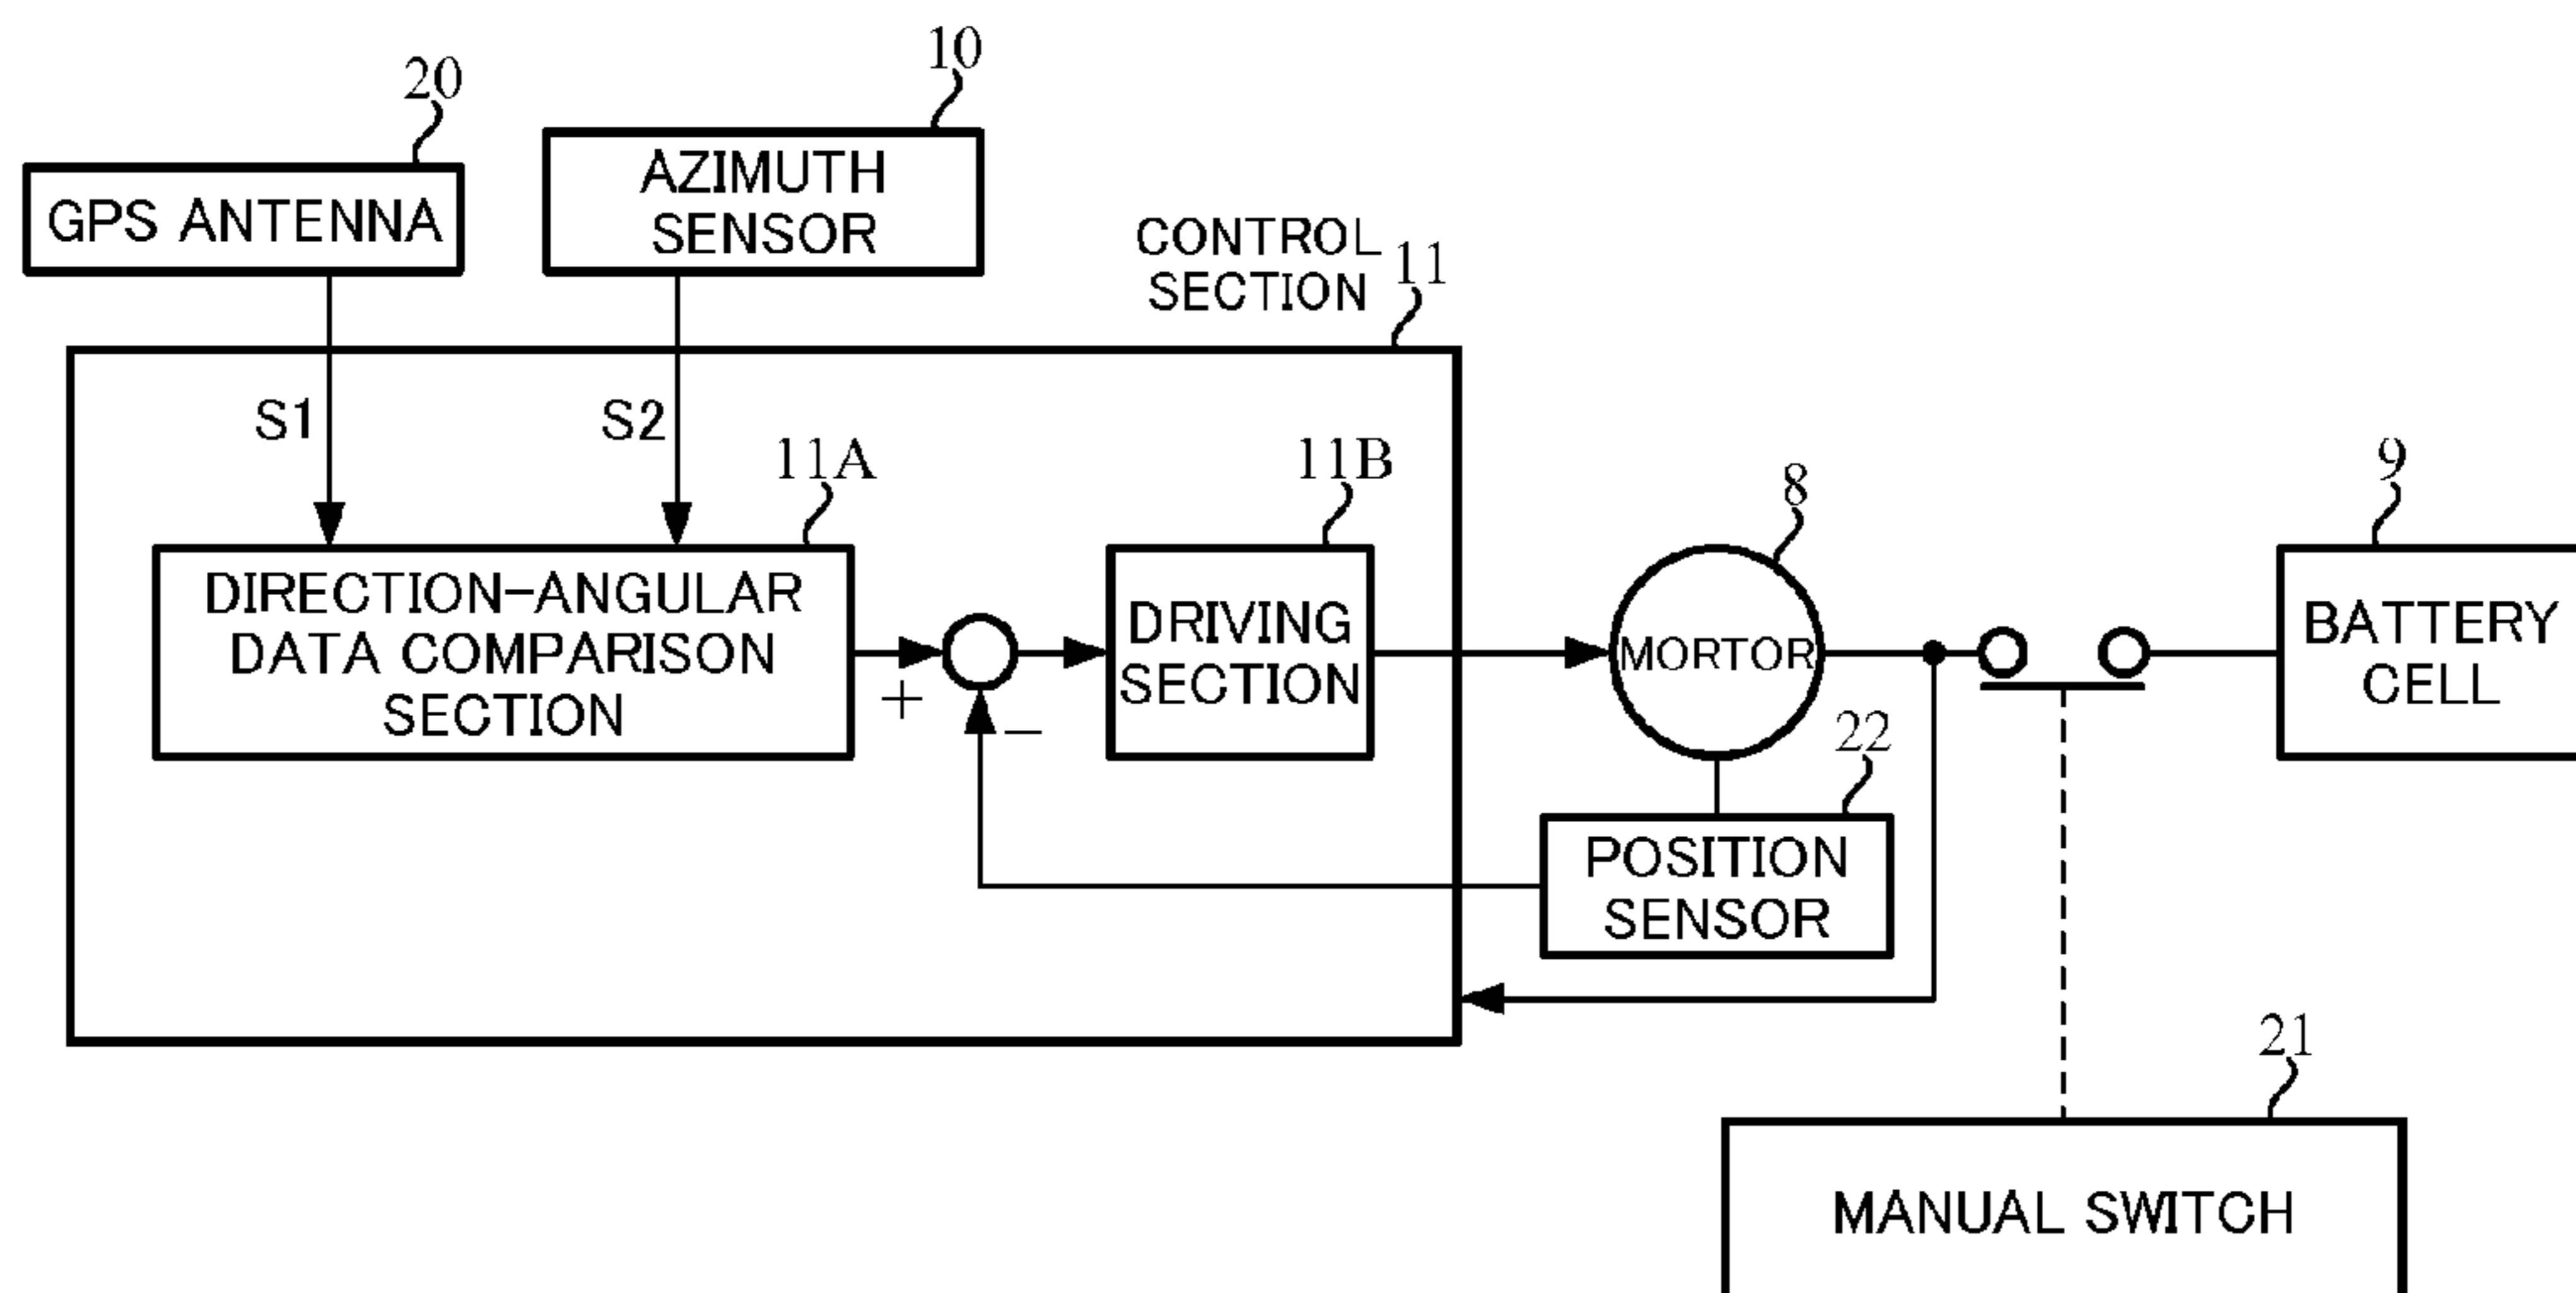 20
10
GPS ANTENNA
AZIMUTH
SENSOR
CONTROL
SECTION
11
S1
S2
11A
11B
8
9
DIRECTION-ANGULAR
DATA COMPARISON
SECTION
+
−
DRIVING
SECTION
MORTOR
BATTERY
CELL
22
POSITION
SENSOR
21
MANUAL SWITCH